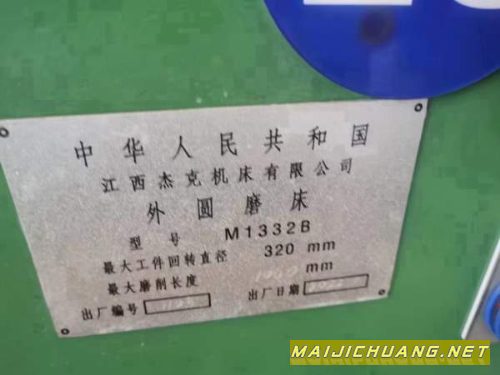 中华人民共和国
江西杰克机床有限公司
外圆磨床
型号 M1332B
最大工件回转直径 320 mm
最大磨削长度 mm
出厂编号 出厂日期
MAIJICHUANG.NET